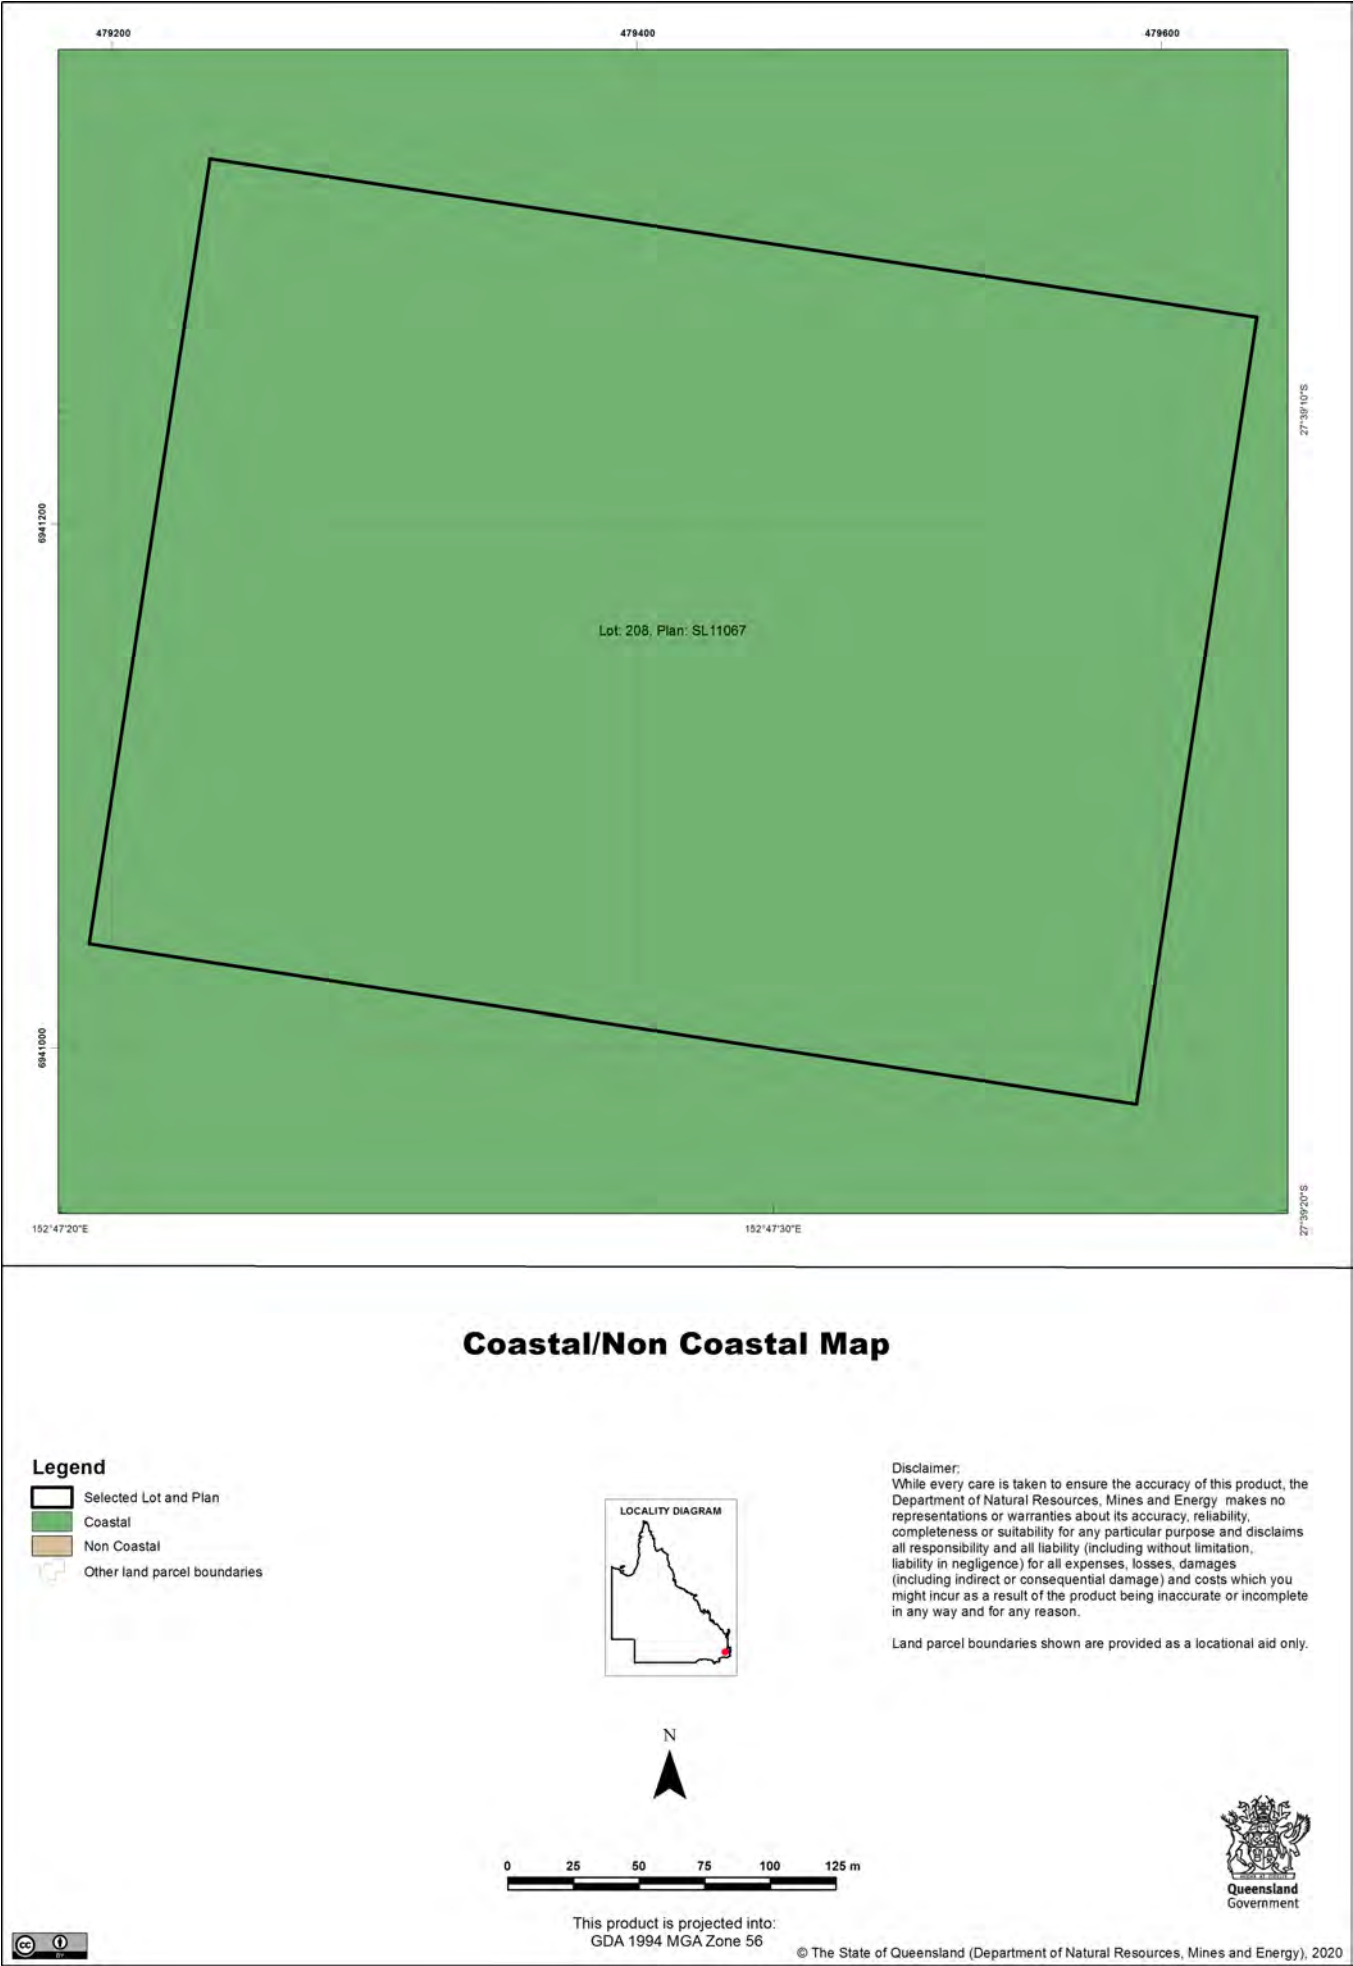 479200
479400
479600
27°39'10"S
6941200
Lot: 208, Plan: SL11067
6941000
27°39'20"S
152°47'20"E
152°47'30"E
Coastal/Non Coastal Map
Legend
Selected Lot and Plan
Coastal
Non Coastal
Other land parcel boundaries
LOCALITY DIAGRAM
Disclaimer:
While every care is taken to ensure the accuracy of this product, the
Department of Natural Resources, Mines and Energy makes no
representations or warranties about its accuracy, reliability,
completeness or suitability for any particular purpose and disclaims
all responsibility and all liability (including without limitation,
liability in negligence) for all expenses, losses, damages
(including indirect or consequential damage) and costs which you
might incur as a result of the product being inaccurate or incomplete
in any way and for any reason.
Land parcel boundaries shown are provided as a locational aid only.
N
0 25 50 75 100 125 m
This product is projected into:
GDA 1994 MGA Zone 56
Queensland
Government
cc
BY
© The State of Queensland (Department of Natural Resources, Mines and Energy), 2020